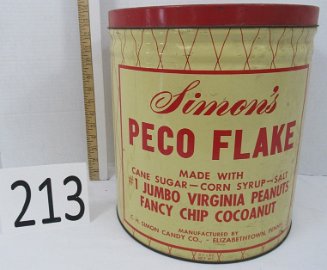 Simon's
PECO FLAKE
MADE WITH
CANE SUGAR—CORN SYRUP—SALT
#1 JUMBO VIRGINIA PEANUTS
FANCY CHIP COCOANUT
MANUFACTURED BY
SIMON CANDY CO., - ELIZABETHTOWN,
213